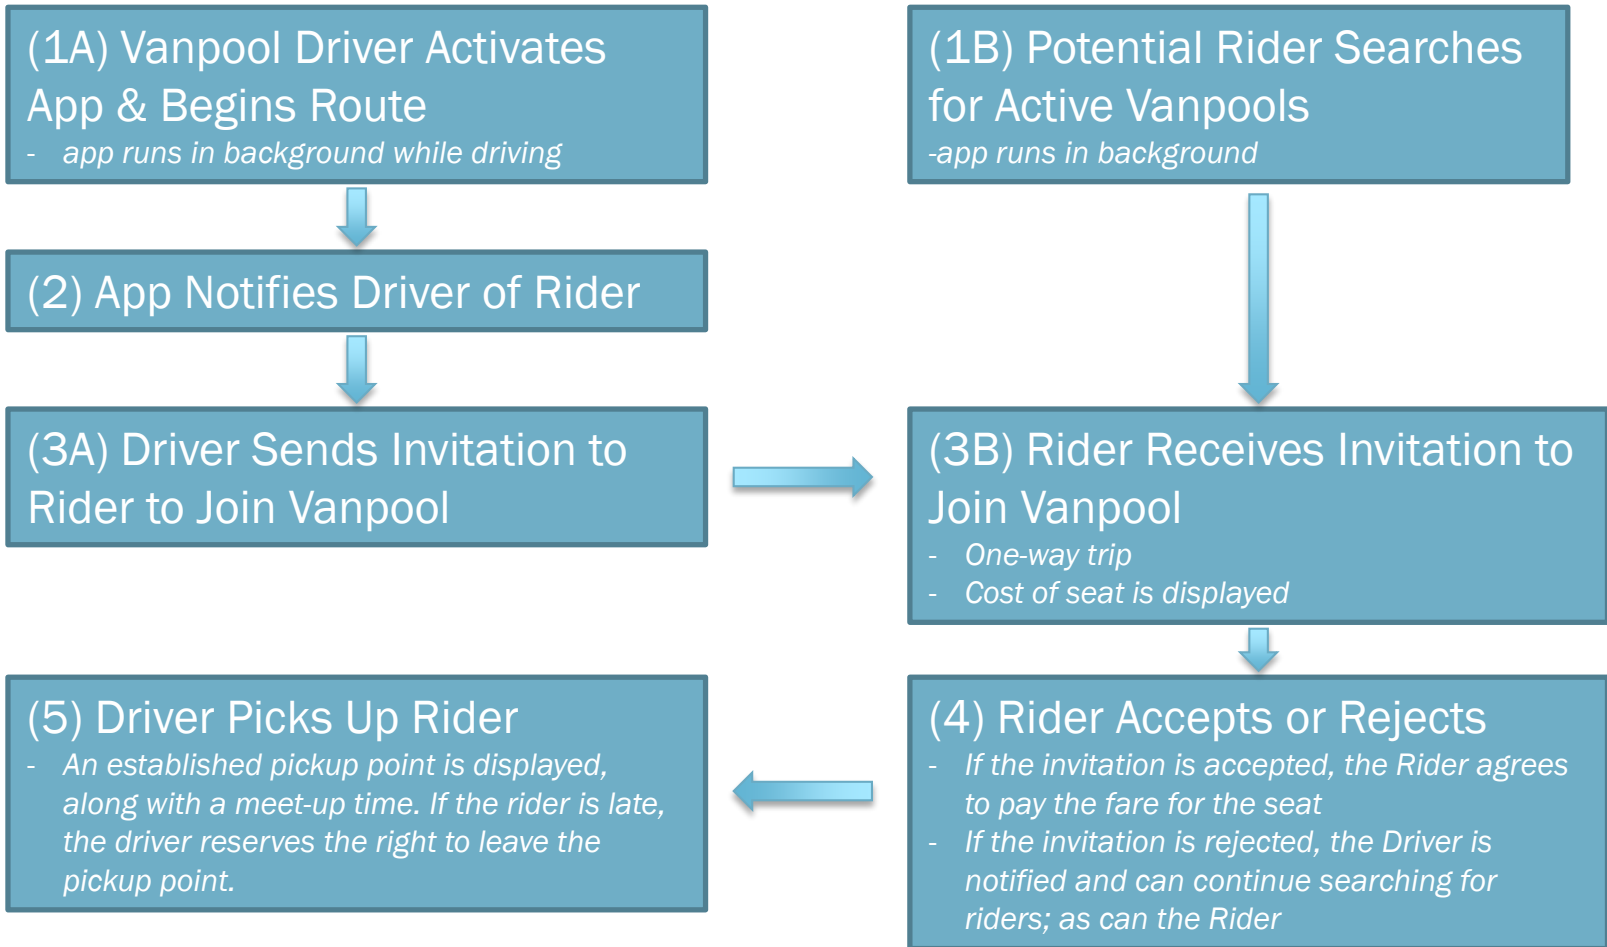 (1A) Vanpool Driver Activates
App & Begins Route
- app runs in background while driving
(1B) Potential Rider Searches
for Active Vanpools
-app runs in background
(2) App Notifies Driver of Rider
(3A) Driver Sends Invitation to
Rider to Join Vanpool
(3B) Rider Receives Invitation to
Join Vanpool
- One-way trip
- Cost of seat is displayed
(4) Rider Accepts or Rejects
- If the invitation is accepted, the Rider agrees
to pay the fare for the seat
- If the invitation is rejected, the Driver is
notified and can continue searching for
riders; as can the Rider
(5) Driver Picks Up Rider
- An established pickup point is displayed,
along with a meet-up time. If the rider is late,
the driver reserves the right to leave the
pickup point.